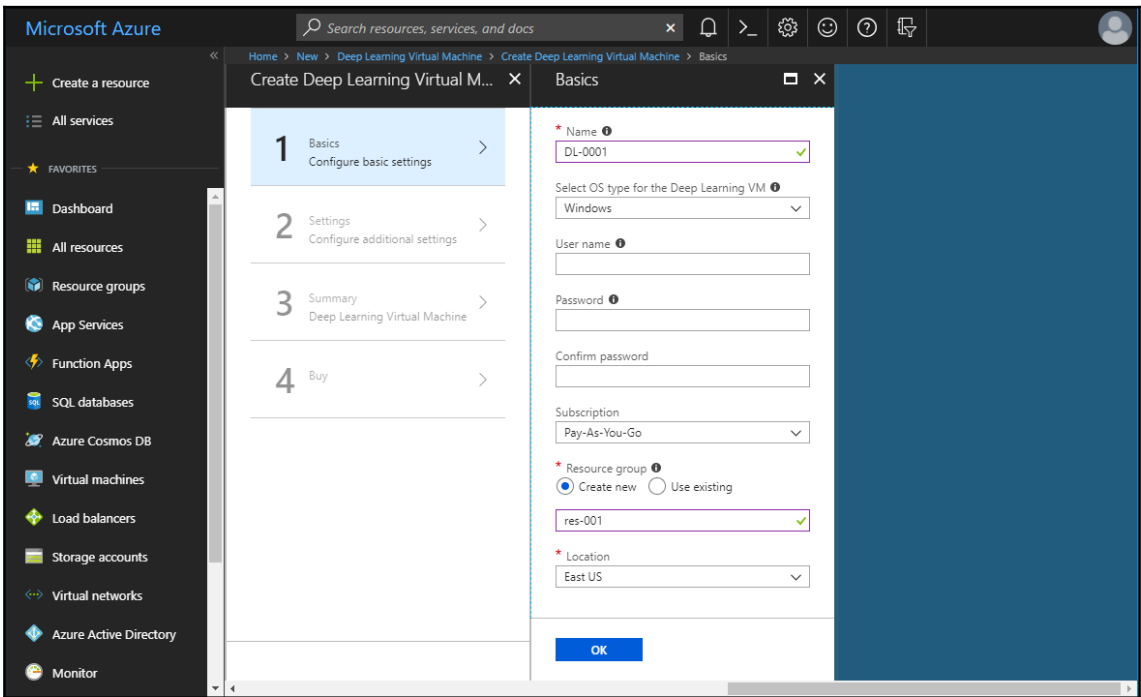 Microsoft Azure
Search resources, services, and docs
Home > New > Deep Learning Virtual Machine > Create Deep Learning Virtual Machine > Basics
Create a resource
All services
FAVORITES
Dashboard
All resources
Resource groups
App Services
Function Apps
SQL databases
Azure Cosmos DB
Virtual machines
Load balancers
Storage accounts
Virtual networks
Azure Active Directory
Monitor
Create Deep Learning Virtual M...
1
Basics
Configure basic settings
2
Settings
Configure additional settings
3
Summary
Deep Learning Virtual Machine
4
Buy
Basics
* Name
DL-0001
Select OS type for the Deep Learning VM
Windows
User name
Password
Confirm password
Subscription
Pay-As-You-Go
* Resource group
Create new Use existing
res-001
* Location
East US
OK